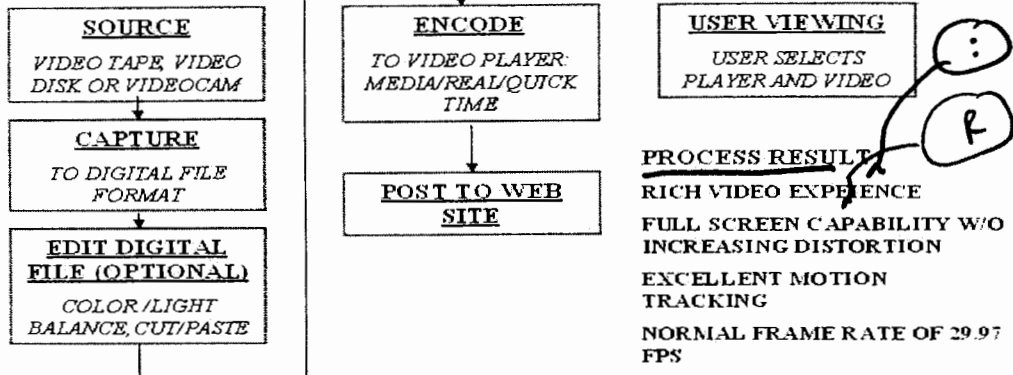 SOURCE
VIDEO TAPE, VIDEO
DISK OR VIDEOCAM
CAPTURE
TO DIGITAL FILE
FORMAT
EDIT DIGITAL
FILE (OPTIONAL)
COLOR/LIGHT
BALANCE, CUT/PASTE
ENCODE
TO VIDEO PLAYER:
MEDIA/REAL/QUICK
TIME
POST TO WEB
SITE
USER VIEWING
USER SELECTS
PLAYER AND VIDEO
:
R
PROCESS RESULT
RICH VIDEO EXPEIENCE
FULL SCREEN CAPABILITY W/O
INCREASING DISTORTION
EXCELLENT MOTION
TRACKING
NORMAL FRAME RATE OF 29.97
FPS